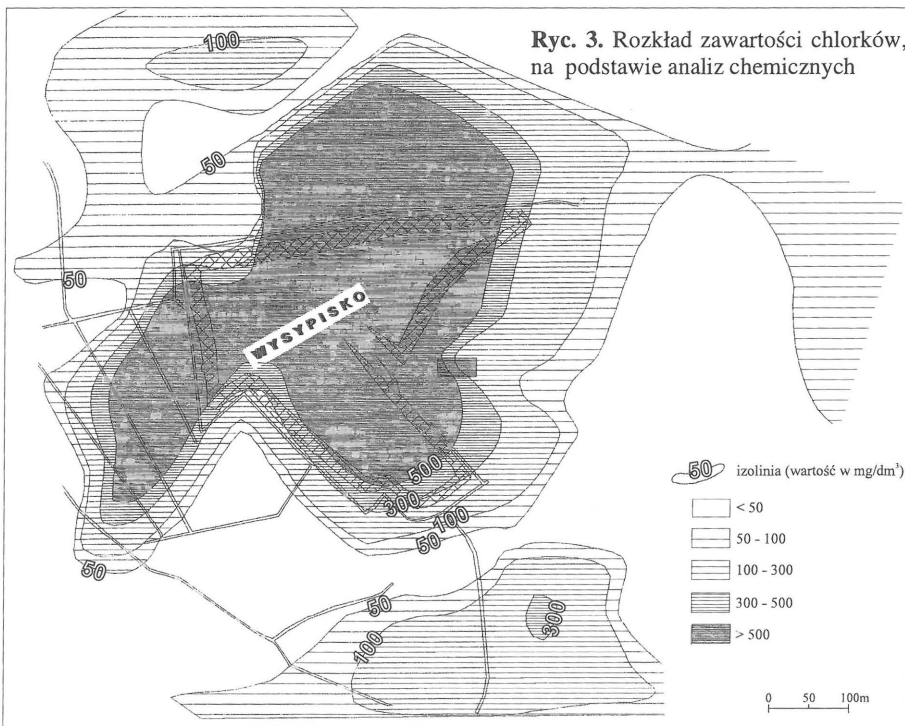 Ryc. 3. Rozkład zawartości chlorków,
na podstawie analiz chemicznych
100
50
50
WYSYPISKO
500
300
100
50
50
50
100
300
50 izolinia (wartość w mg/dm³)
< 50
50 - 100
100 - 300
300 - 500
> 500
0 50 100m